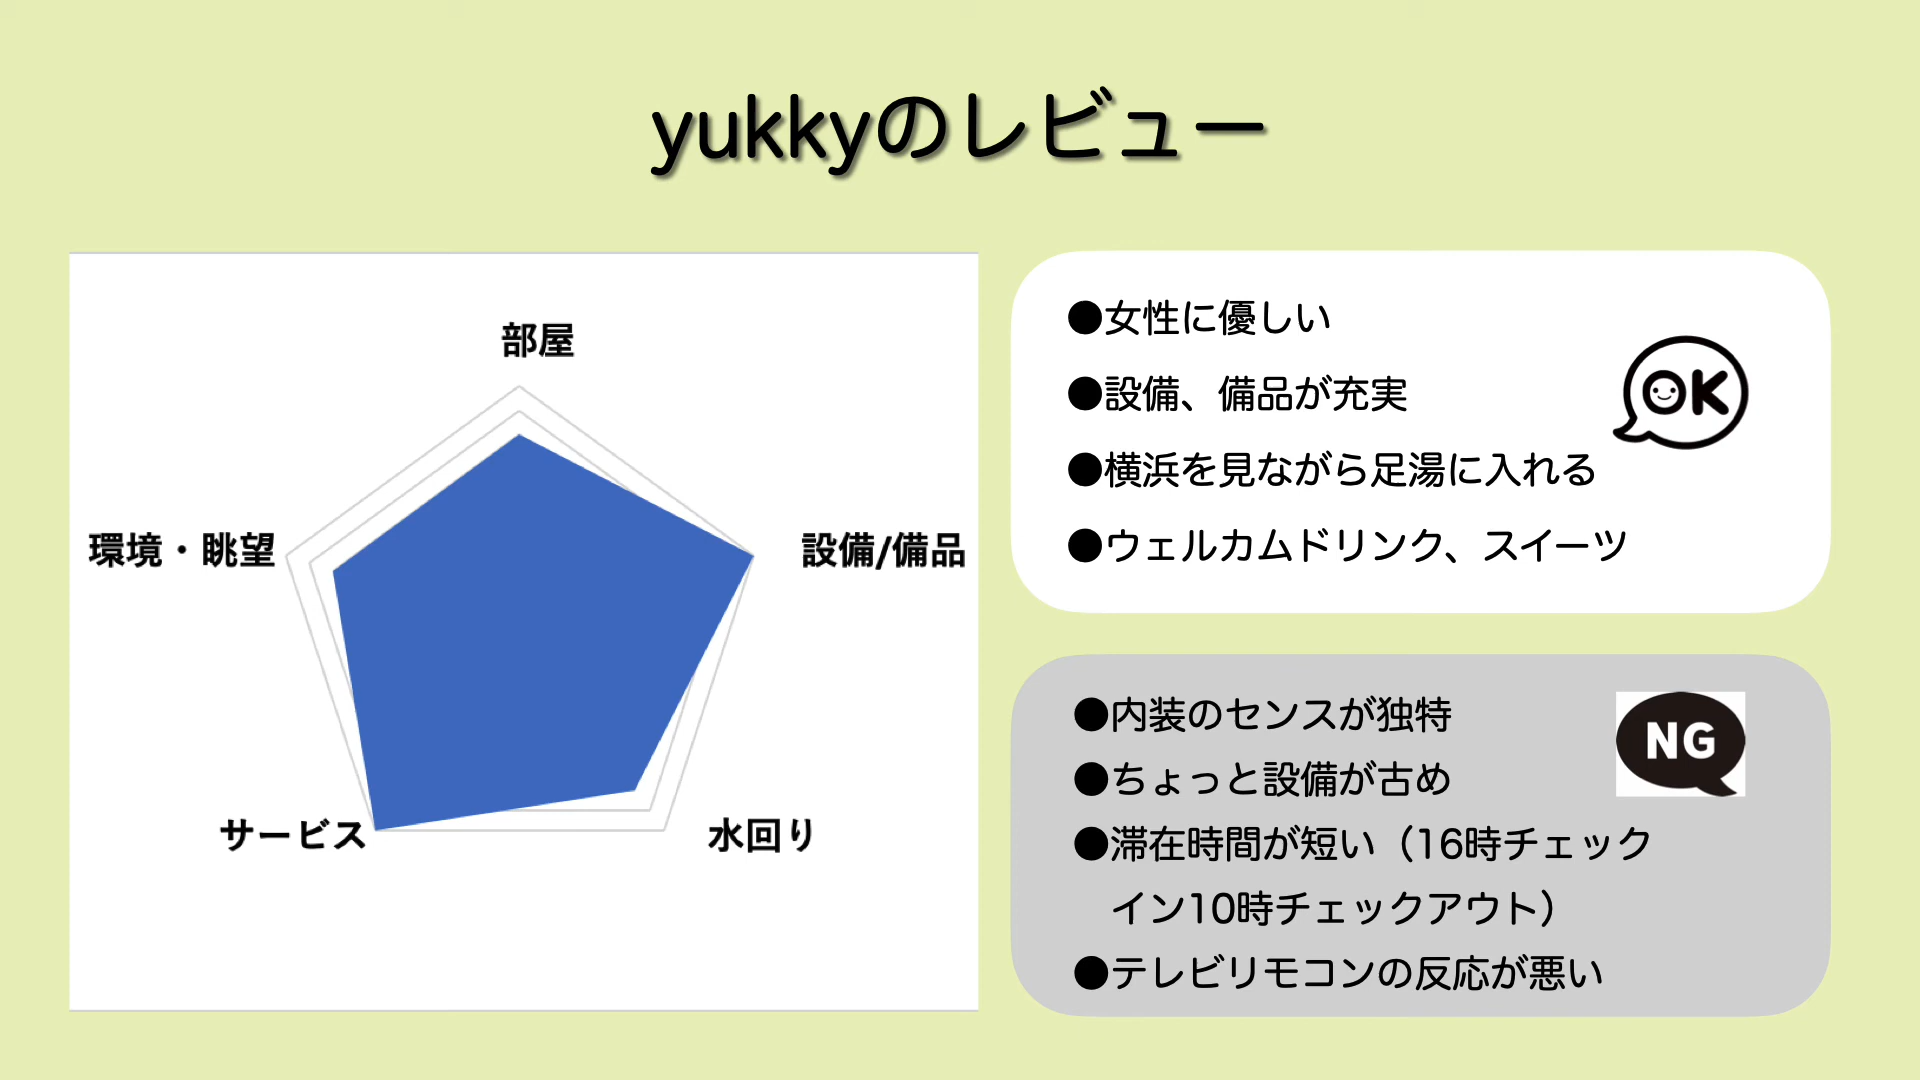 yukkyのレビュー
部屋
環境・眺望
設備/備品
サービス
水回り
●女性に優しい
●設備、備品が充実
●横浜を見ながら足湯に入れる
●ウェルカムドリンク、スイーツ
OK
●内装のセンスが独特
●ちょっと設備が古め
●滞在時間が短い（16時チェック
イン10時チェックアウト）
●テレビリモコンの反応が悪い
NG